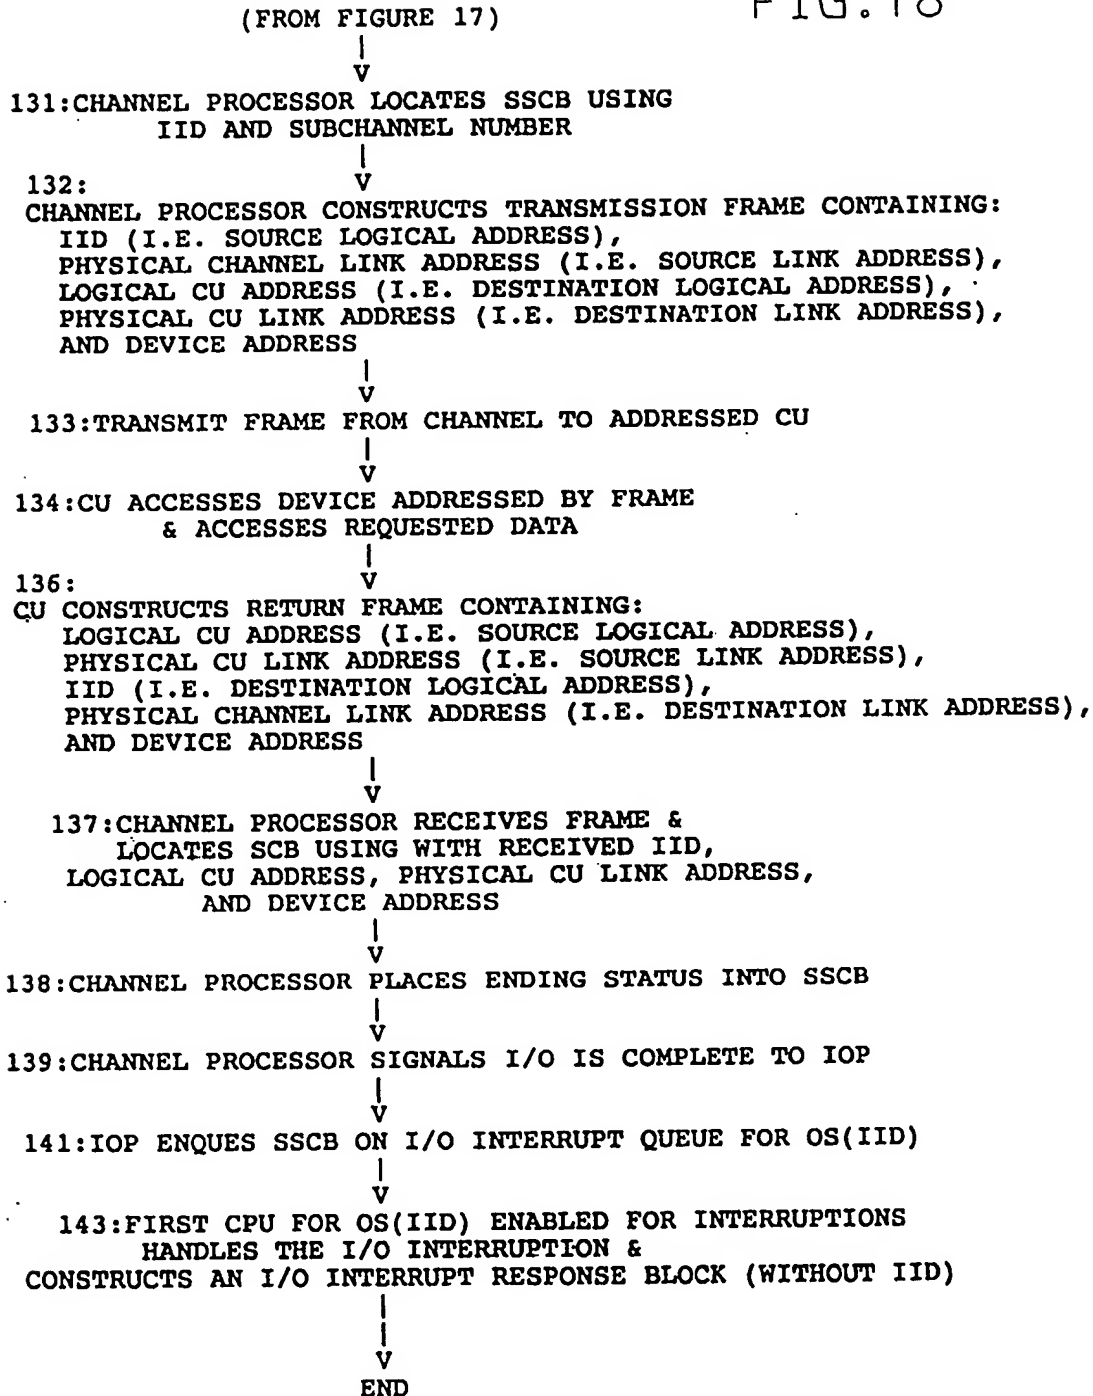 (FROM FIGURE 17)
FIG. 18
131:CHANNEL PROCESSOR LOCATES SSCB USING
IID AND SUBCHANNEL NUMBER
132:
CHANNEL PROCESSOR CONSTRUCTS TRANSMISSION FRAME CONTAINING:
IID (I.E. SOURCE LOGICAL ADDRESS),
PHYSICAL CHANNEL LINK ADDRESS (I.E. SOURCE LINK ADDRESS),
LOGICAL CU ADDRESS (I.E. DESTINATION LOGICAL ADDRESS),
PHYSICAL CU LINK ADDRESS (I.E. DESTINATION LINK ADDRESS),
AND DEVICE ADDRESS
133:TRANSMIT FRAME FROM CHANNEL TO ADDRESSED CU
134:CU ACCESSES DEVICE ADDRESSED BY FRAME
& ACCESSES REQUESTED DATA
136:
CU CONSTRUCTS RETURN FRAME CONTAINING:
LOGICAL CU ADDRESS (I.E. SOURCE LOGICAL ADDRESS),
PHYSICAL CU LINK ADDRESS (I.E. SOURCE LINK ADDRESS),
IID (I.E. DESTINATION LOGICAL ADDRESS),
PHYSICAL CHANNEL LINK ADDRESS (I.E. DESTINATION LINK ADDRESS),
AND DEVICE ADDRESS
137:CHANNEL PROCESSOR RECEIVES FRAME &
LOCATES SCB USING WITH RECEIVED IID,
LOGICAL CU ADDRESS, PHYSICAL CU LINK ADDRESS,
AND DEVICE ADDRESS
138:CHANNEL PROCESSOR PLACES ENDING STATUS INTO SSCB
139:CHANNEL PROCESSOR SIGNALS I/O IS COMPLETE TO IOP
141:IOP ENQUES SSCB ON I/O INTERRUPT QUEUE FOR OS(IID)
143:FIRST CPU FOR OS(IID) ENABLED FOR INTERRUPTIONS
HANDLES THE I/O INTERRUPTION &
CONSTRUCTS AN I/O INTERRUPT RESPONSE BLOCK (WITHOUT IID)
END